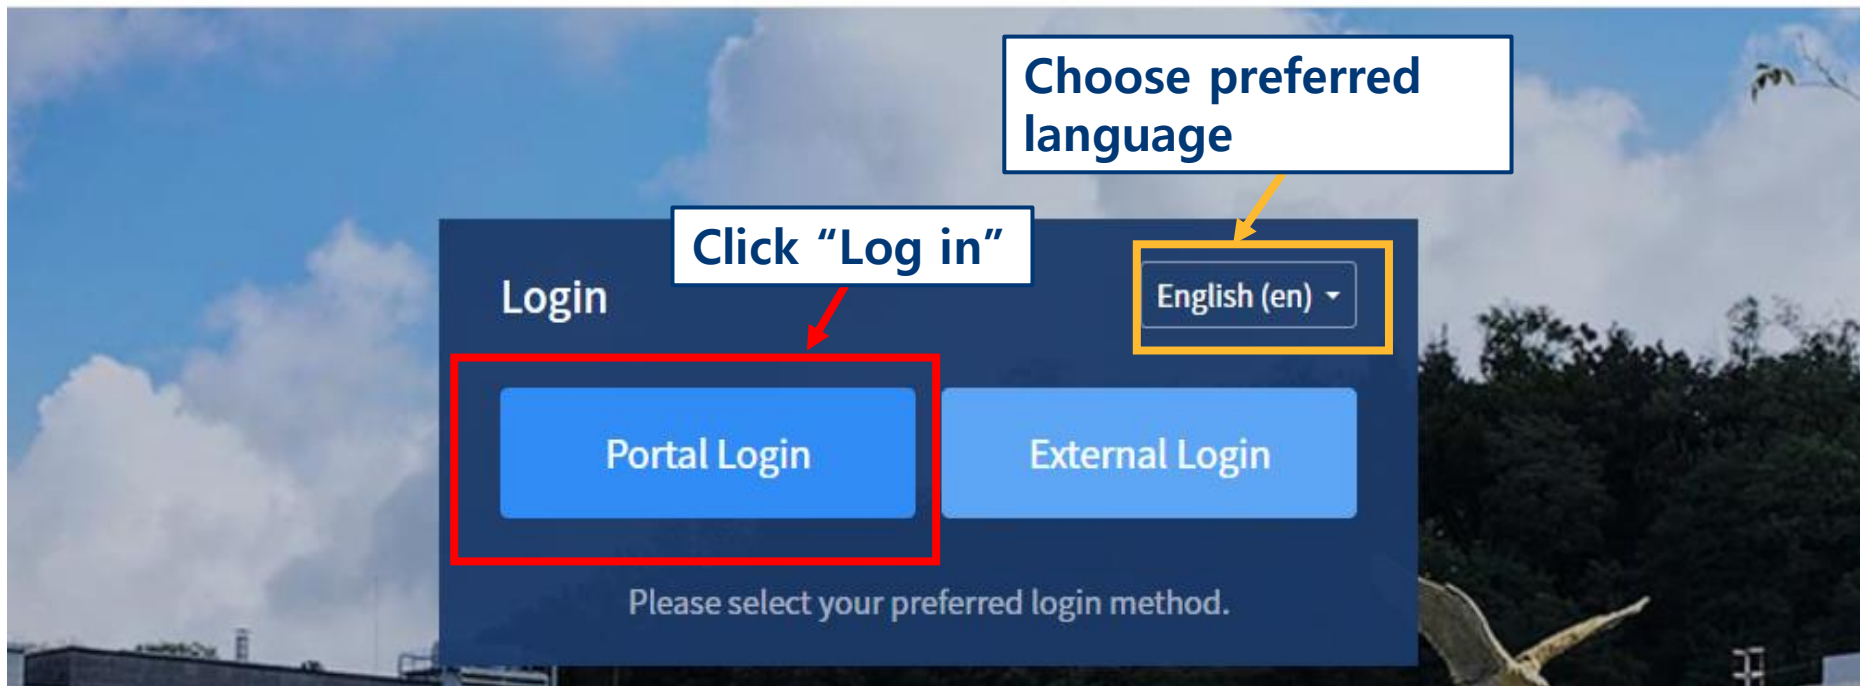 Choose preferred
language
Click “Log in”
Login
English (en)
Portal Login
External Login
Please select your preferred login method.